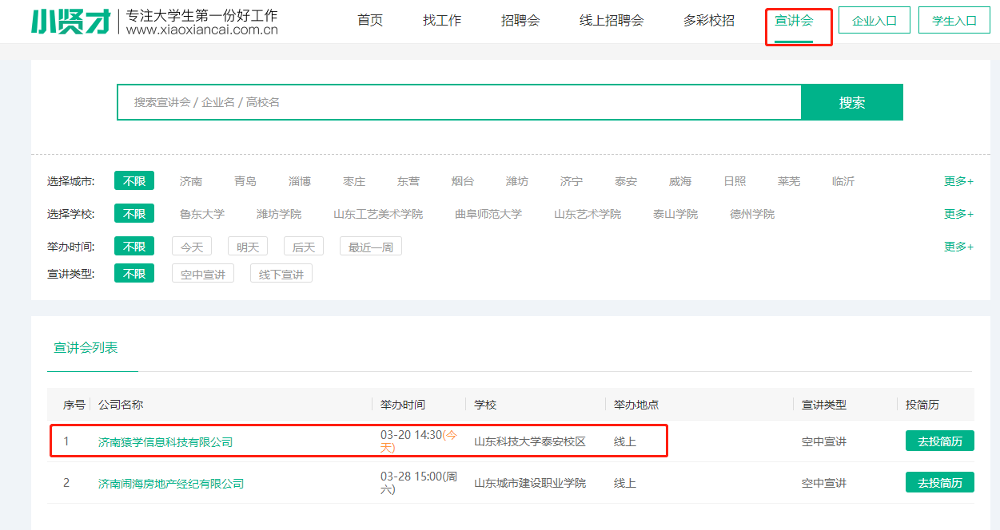 小贤才 专注大学生第一份好工作
www.xiaoxiancai.com.cn
首页 找工作 招聘会 线上招聘会 多彩校招 宣讲会 企业入口 学生入口
搜索宣讲会 / 企业名 / 高校名 搜索
选择城市: 不限 济南 青岛 淄博 枣庄 东营 烟台 潍坊 济宁 泰安 威海 日照 莱芜 临沂 更多+
选择学校: 不限 鲁东大学 潍坊学院 山东工艺美术学院 曲阜师范大学 山东艺术学院 泰山学院 德州学院 更多+
举办时间: 不限 今天 明天 后天 最近一周 更多+
宣讲类型: 不限 空中宣讲 线下宣讲
宣讲会列表
序号 公司名称 举办时间 学校 举办地点 宣讲类型 投简历
1 济南猿学信息科技有限公司 03-20 14:30(今
天) 山东科技大学泰安校区 线上 空中宣讲 去投简历
2 济南闹海房地产经纪有限公司 03-28 15:00(周
六) 山东城市建设职业学院 线上 空中宣讲 去投简历